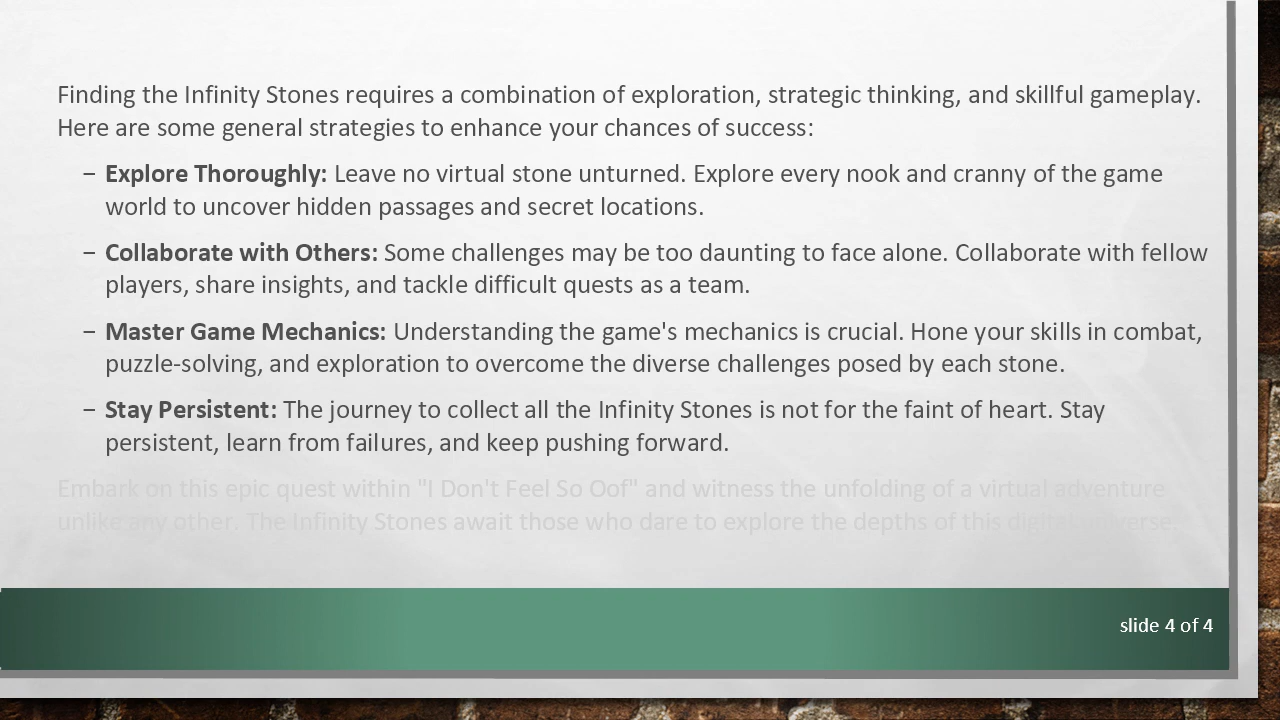 Finding the Infinity Stones requires a combination of exploration, strategic thinking, and skillful gameplay.
Here are some general strategies to enhance your chances of success:
– Explore Thoroughly: Leave no virtual stone unturned. Explore every nook and cranny of the game
world to uncover hidden passages and secret locations.
– Collaborate with Others: Some challenges may be too daunting to face alone. Collaborate with fellow
players, share insights, and tackle difficult quests as a team.
– Master Game Mechanics: Understanding the game's mechanics is crucial. Hone your skills in combat,
puzzle-solving, and exploration to overcome the diverse challenges posed by each stone.
– Stay Persistent: The journey to collect all the Infinity Stones is not for the faint of heart. Stay
persistent, learn from failures, and keep pushing forward.
Embark on this epic quest within "I Don't Feel So Oof" and witness the unfolding of a virtual adventure
unlike any other. The Infinity Stones await those who dare to explore the depths of this digital universe.
slide 4 of 4